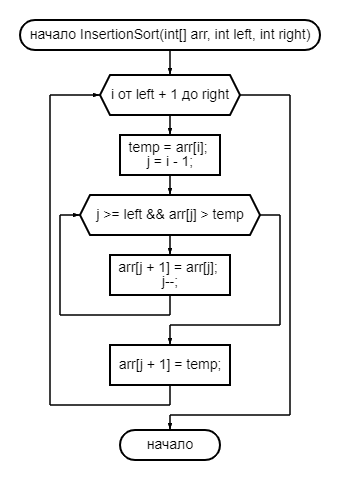 начало InsertionSort(int[] arr, int left, int right)
i от left + 1 до right
temp = arr[i];
j = i - 1;
j >= left && arr[j] > temp
arr[j + 1] = arr[j];
j--;
arr[j + 1] = temp;
начало